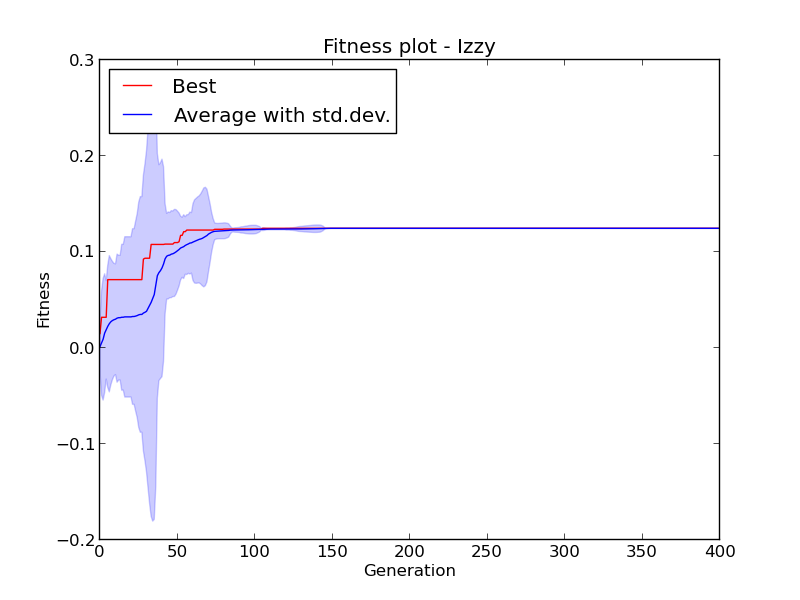 Fitness plot - Izzy
Best
Average with std.dev.
0.3
0.2
0.1
0.0
−0.1
−0.2
Fitness
0 50 100 150 200 250 300 350 400
Generation